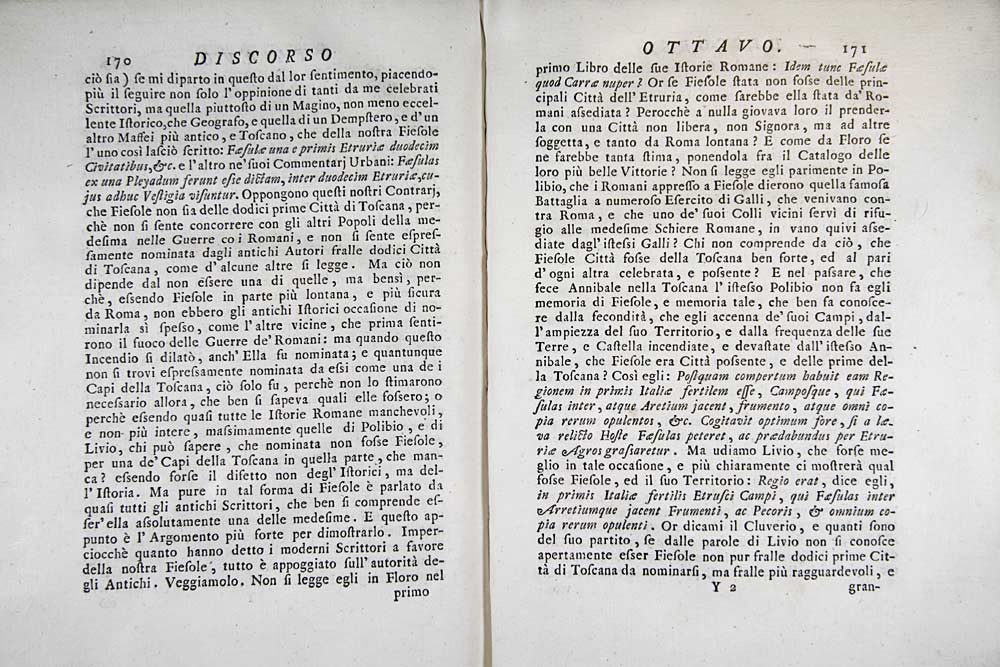 170 DISCORSO
ciò ſia) ſe mi diparto in queſto dal lor ſentimento, piacendo-
più il ſeguire non ſolo l'oppinione di tanti da me celebrati
Scrittori, ma quella piuttoſto di un Magino, non meno eccel-
lente Iſtorico, che Geografo, e quella di un Dempſtero, e d'un
altro Maffei più antico, e Toſcano, che della noſtra Fieſole
l'uno così laſciò ſcritto: Fæſulæ una e primis Etruriæ duodecim
Civitatibus, &c. e l'altro ne'ſuoi Commentarj Urbani: Fæſulas
ex una Pleyadum ferunt eſſe dictam, inter duodecim Etruriæ, cu-
jus adhuc Veſtigia viſuntur. Oppongono queſti noſtri Contrarj,
che Fieſole non ſia delle dodici prime Città di Toſcana, per-
chè non ſi ſente concorrere con gli altri Popoli della me-
deſima nelle Guerre co i Romani, e non ſi ſente eſpreſ-
ſamente nominata dagli antichi Autori fralle dodici Città
di Toſcana, come d'alcune altre ſi legge. Ma ciò non
dipende dal non eſſere una di quelle, ma bensì, per-
chè, eſſendo Fieſole in parte più lontana, e più ſicura
da Roma, non ebbero gli antichi Iſtorici occaſione di no-
minarla sì ſpeſſo, come l'altre vicine, che prima ſenti-
rono il fuoco delle Guerre de'Romani: ma quando queſto
Incendio ſi dilatò, anch'Ella fu nominata; e quantunque
non ſi trovi eſpreſſamente nominata da eſſi come una de i
Capi della Toſcana, ciò ſolo fu, perchè non lo ſtimarono
neceſſario allora, che ben ſi ſapeva quali elle foſſero; o
perchè eſſendo quaſi tutte le Iſtorie Romane manchevoli,
e non più intere, maſſimamente quelle di Polibio, e di
Livio, chi può ſapere, che nominata non foſſe Fieſole,
per una de' Capi della Toſcana in quella parte, che man-
ca? eſſendo forſe il difetto non degl'Iſtorici, ma del-
l'Iſtoria. Ma pure in tal forma di Fieſole è parlato da
quaſi tutti gli antichi Scrittori, che ben ſi comprende eſ-
ſer'ella aſſolutamente una delle medeſime. E queſto ap-
punto è l'Argomento più forte per dimoſtrarlo. Imper-
ciocchè quanto hanno detto i moderni Scrittori a favore
della noſtra Fieſole, tutto è appoggiato ſull'autorità de-
gli Antichi. Veggiamolo. Non ſi legge egli in Floro nel
primo
OTTAVO. 171
primo Libro delle ſue Iſtorie Romane: Idem tunc Fæſulæ
quod Carræ nuper? Or ſe Fieſole ſtata non foſſe delle prin-
cipali Città dell'Etruria, come ſarebbe ella ſtata da'Ro-
mani aſſediata? Perocchè a nulla giovava loro il prender-
la con una Città non libera, non Signora, ma ad altre
ſoggetta, e tanto da Roma lontana? E come da Floro ſe
ne farebbe tanta ſtima, ponendola fra il Catalogo delle
loro più belle Vittorie? Non ſi legge egli parimente in Po-
libio, che i Romani appreſſo a Fieſole dierono quella famoſa
Battaglia a numeroſo Eſercito di Galli, che venivano con-
tra Roma, e che uno de' ſuoi Colli vicini ſervì di rifu-
gio alle medeſime Schiere Romane, in vano quivi aſſe-
diate dagl'iſteſſi Galli? Chi non comprende da ciò, che
Fieſole Città foſſe della Toſcana ben forte, ed al pari
d'ogni altra celebrata, e poſſente? E nel paſſare, che
fece Annibale nella Toſcana l'iſteſſo Polibio non fa egli
memoria di Fieſole, e memoria tale, che ben fa conoſce-
re dalla fecondità, che egli accenna de' ſuoi Campi, dal-
l'ampiezza del ſuo Territorio, e dalla frequenza delle ſue
Terre, e Caſtella incendiate, e devaſtate dall'iſteſſo An-
nibale, che Fieſole era Città poſſente, e delle prime del-
la Toſcana? Così egli: Poſtquam compertum habuit eam Re-
gionem in primis Italiæ fertilem eſſe, Campoſque, qui Fæ-
ſulas inter, atque Aretium jacent, frumento, atque omni co-
pia rerum opulentos, &c. Cogitavit optimum fore, ſi a læ-
va relicto Hoſte Fæſulas peteret, ac prædabundus per Etru-
riæ Agros graſſaretur. Ma udiamo Livio, che forſe me-
glio in tale occaſione, e più chiaramente ci moſtrerà qual
foſſe Fieſole, ed il ſuo Territorio: Regio erat, dice egli,
in primis Italiæ fertilis Etruſci Campi, qui Fæſulas inter
Arretiumque jacent Frumenti, ac Pecoris, & omnium co-
pia rerum opulenti. Or dicami il Cluverio, e quanti ſono
del ſuo partito, ſe dalle parole di Livio non ſi conoſce
apertamente eſſer Fieſole non pur fralle dodici prime Cit-
tà di Toſcana da nominarſi, ma fralle più ragguardevoli, e
Y 2 gran-